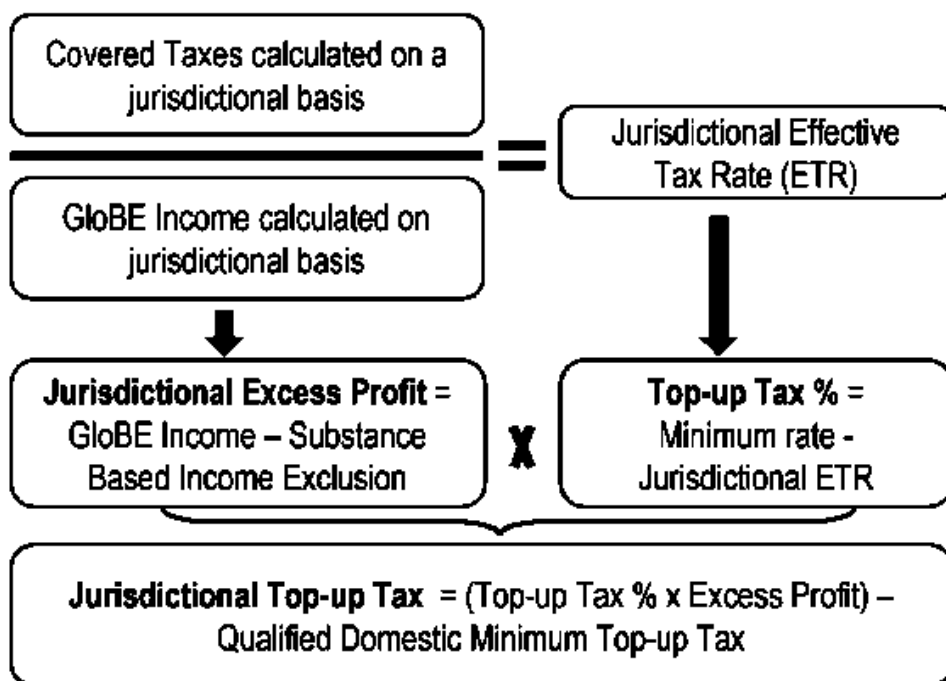 Covered Taxes calculated on a
jurisdictional basis
=
Jurisdictional Effective
Tax Rate (ETR)
GloBE Income calculated on
jurisdictional basis
Jurisdictional Excess Profit =
GloBE Income – Substance
Based Income Exclusion
X
Top-up Tax % =
Minimum rate -
Jurisdictional ETR
Jurisdictional Top-up Tax = (Top-up Tax % x Excess Profit) –
Qualified Domestic Minimum Top-up Tax